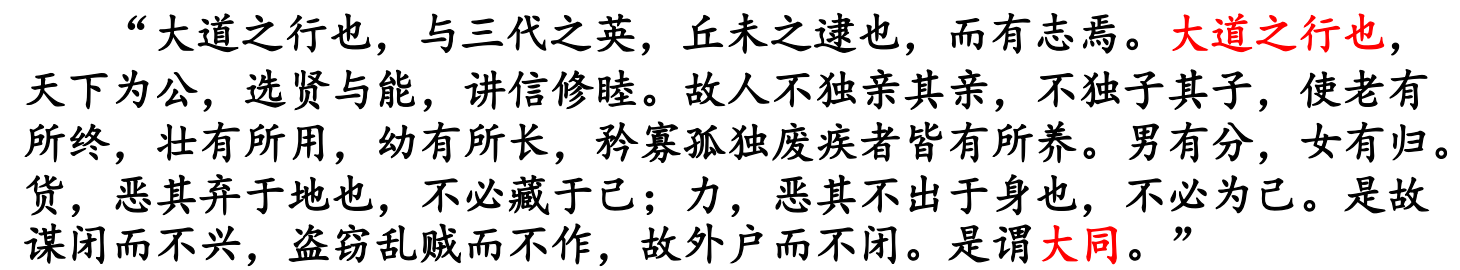 “大道之行也，与三代之英，丘未之逮也，而有志焉。大道之行也，
天下为公，选贤与能，讲信修睦。故人不独亲其亲，不独子其子，使老有
所终，壮有所用，幼有所长，矜寡孤独废疾者皆有所养。男有分，女有归。
货，恶其弃于地也，不必藏于己；力，恶其不出于身也，不必为己。是故
谋闭而不兴，盗窃乱贼而不作，故外户而不闭。是谓大同。”